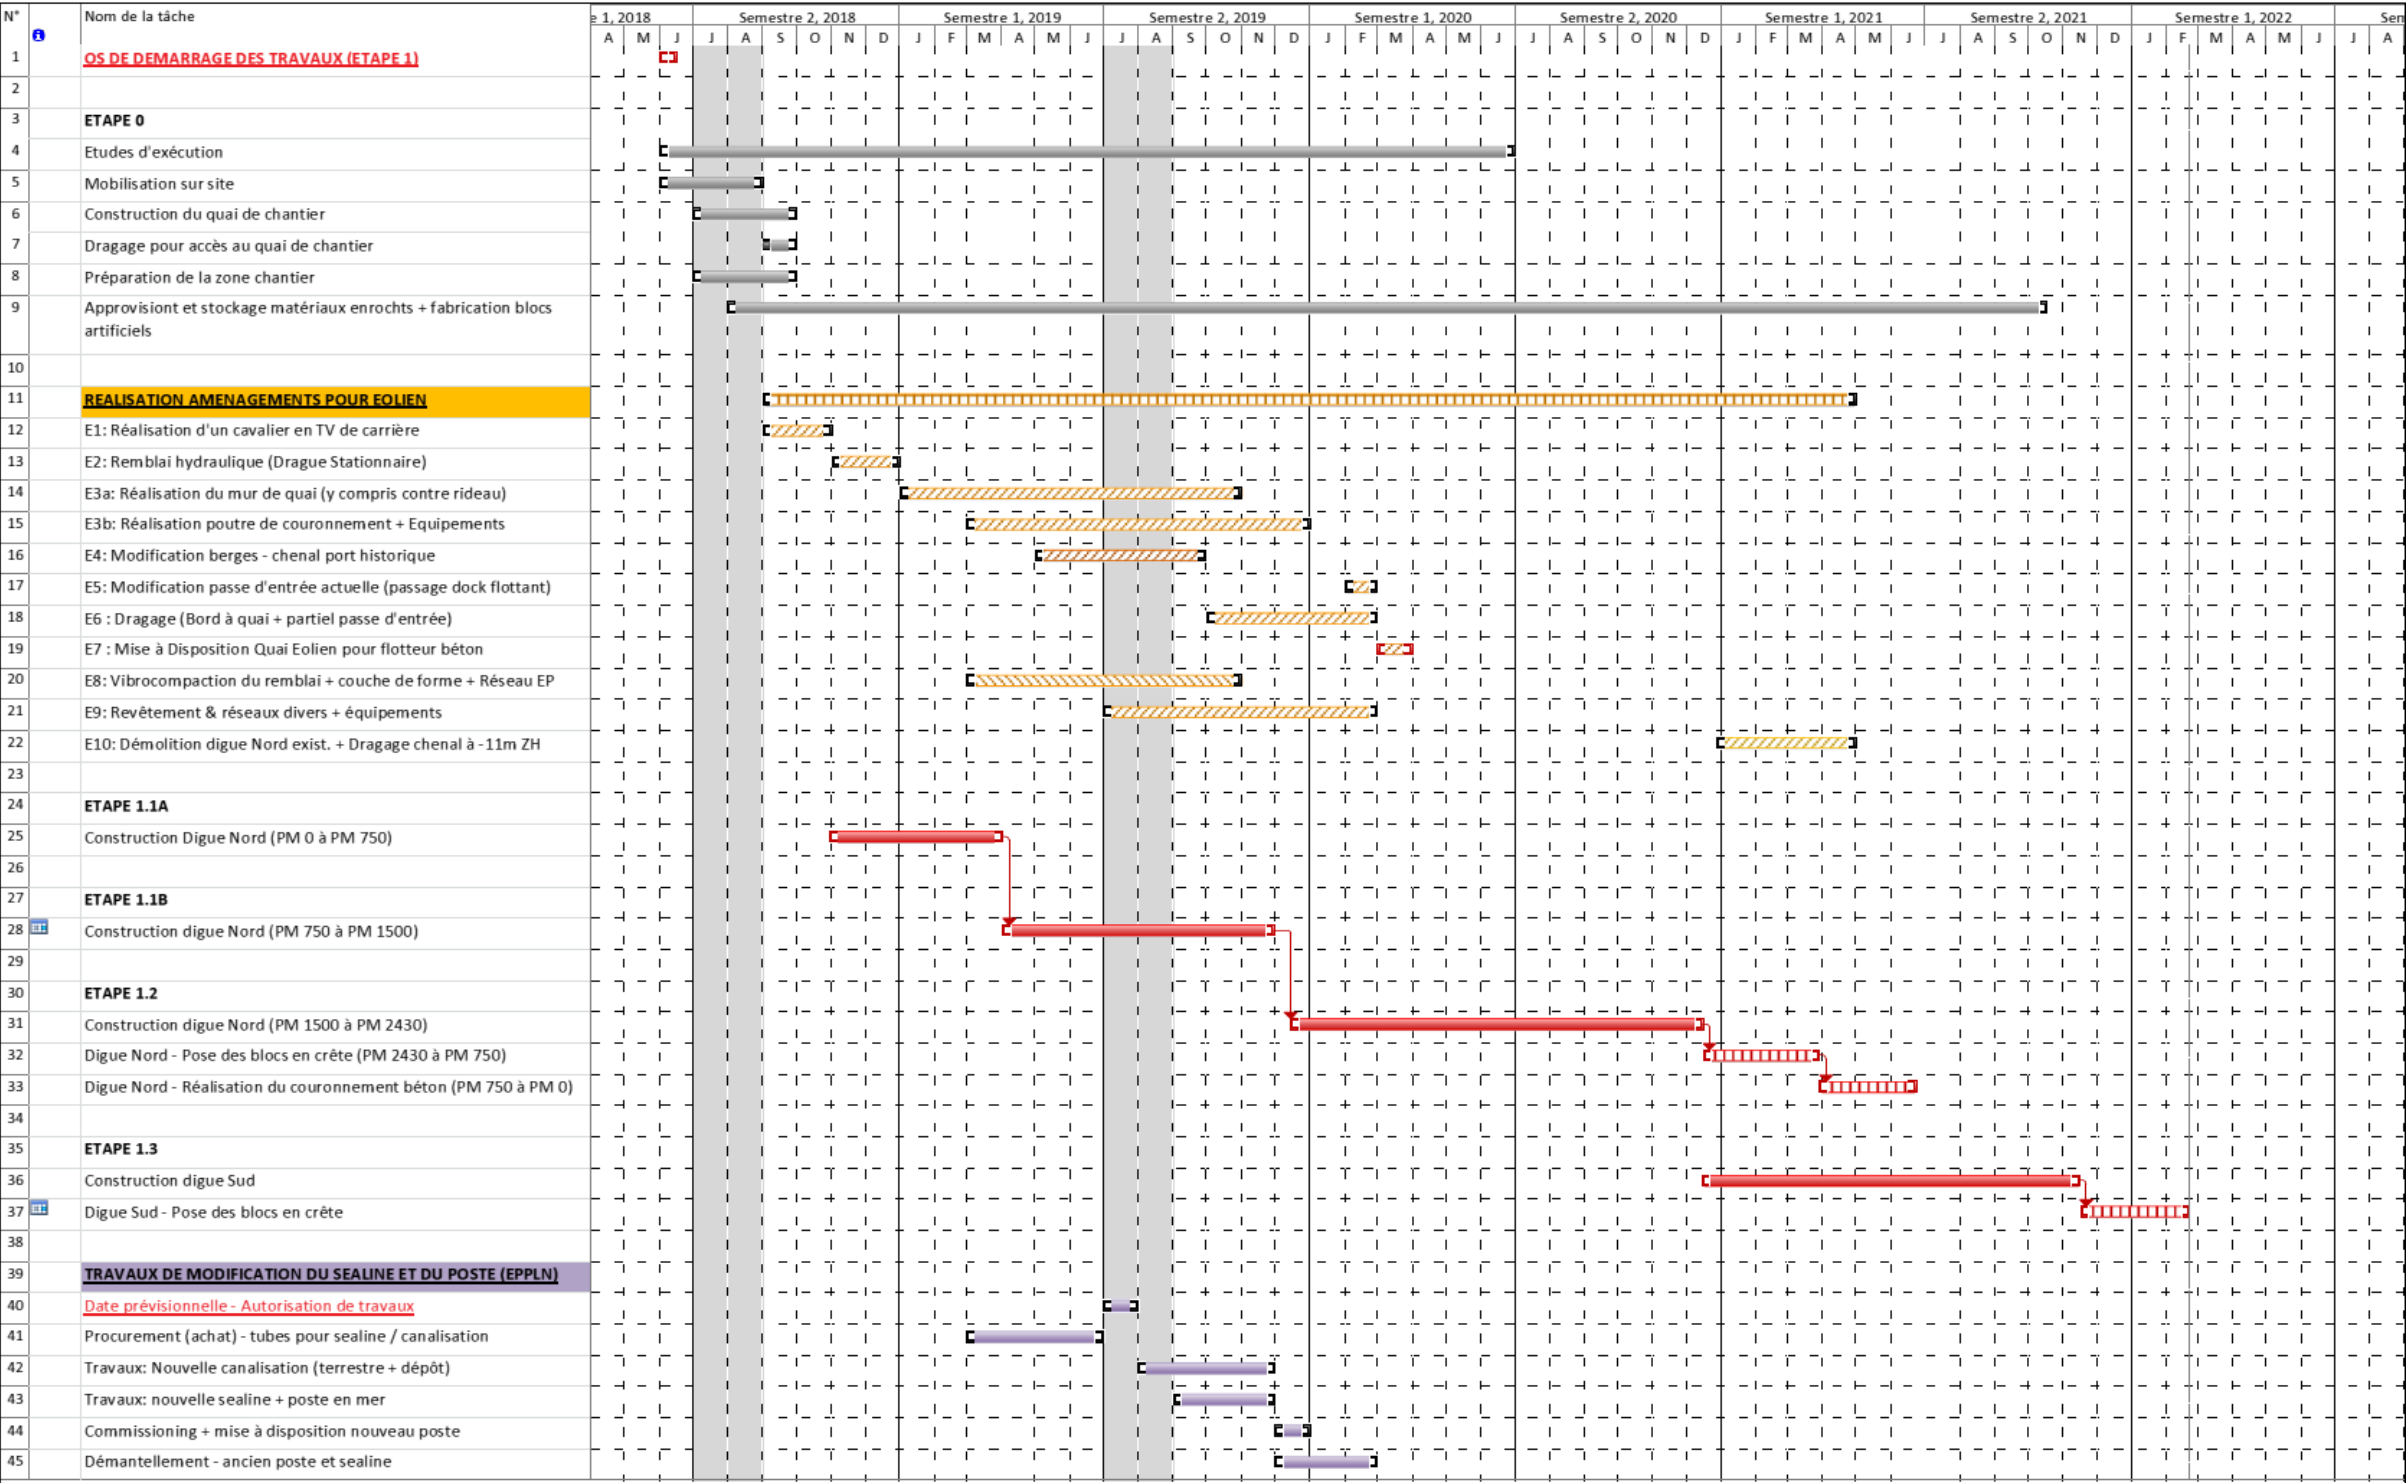 N° Nom de la tâche e 1, 2018 Semestre 2, 2018 Semestre 1, 2019 Semestre 2, 2019 Semestre 1, 2020 Semestre 2, 2020 Semestre 1, 2021 Semestre 2, 2021 Semestre 1, 2022 Sen
A M J J A S O N D J F M A M J J A S O N D J F M A M J J A S O N D J F M A M J J A S O N D J F M A M J J A
1 OS DE DEMARRAGE DES TRAVAUX (ETAPE 1)
2
3 ETAPE 0
4 Etudes d'exécution
5 Mobilisation sur site
6 Construction du quai de chantier
7 Dragage pour accès au quai de chantier
8 Préparation de la zone chantier
9 Approvisiont et stockage matériaux enrochts + fabrication blocs
artificiels
10
11 REALISATION AMENAGEMENTS POUR EOLIEN
12 E1: Réalisation d'un cavalier en TV de carrière
13 E2: Remblai hydraulique (Drague Stationnaire)
14 E3a: Réalisation du mur de quai (y compris contre rideau)
15 E3b: Réalisation poutre de couronnement + Equipements
16 E4: Modification berges - chenal port historique
17 E5: Modification passe d'entrée actuelle (passage dock flottant)
18 E6 : Dragage (Bord à quai + partiel passe d'entrée)
19 E7 : Mise à Disposition Quai Eolien pour flotteur béton
20 E8: Vibrocompaction du remblai + couche de forme + Réseau EP
21 E9: Revêtement & réseaux divers + équipements
22 E10: Démolition digue Nord exist. + Dragage chenal à -11m ZH
23
24 ETAPE 1.1A
25 Construction Digue Nord (PM 0 à PM 750)
26
27 ETAPE 1.1B
28 Construction digue Nord (PM 750 à PM 1500)
29
30 ETAPE 1.2
31 Construction digue Nord (PM 1500 à PM 2430)
32 Digue Nord - Pose des blocs en crête (PM 2430 à PM 750)
33 Digue Nord - Réalisation du couronnement béton (PM 750 à PM 0)
34
35 ETAPE 1.3
36 Construction digue Sud
37 Digue Sud - Pose des blocs en crête
38
39 TRAVAUX DE MODIFICATION DU SEALINE ET DU POSTE (EPPLN)
40 Date prévisionnelle - Autorisation de travaux
41 Procurement (achat) - tubes pour sealine / canalisation
42 Travaux: Nouvelle canalisation (terrestre + dépôt)
43 Travaux: nouvelle sealine + poste en mer
44 Commissioning + mise à disposition nouveau poste
45 Démantellement - ancien poste et sealine